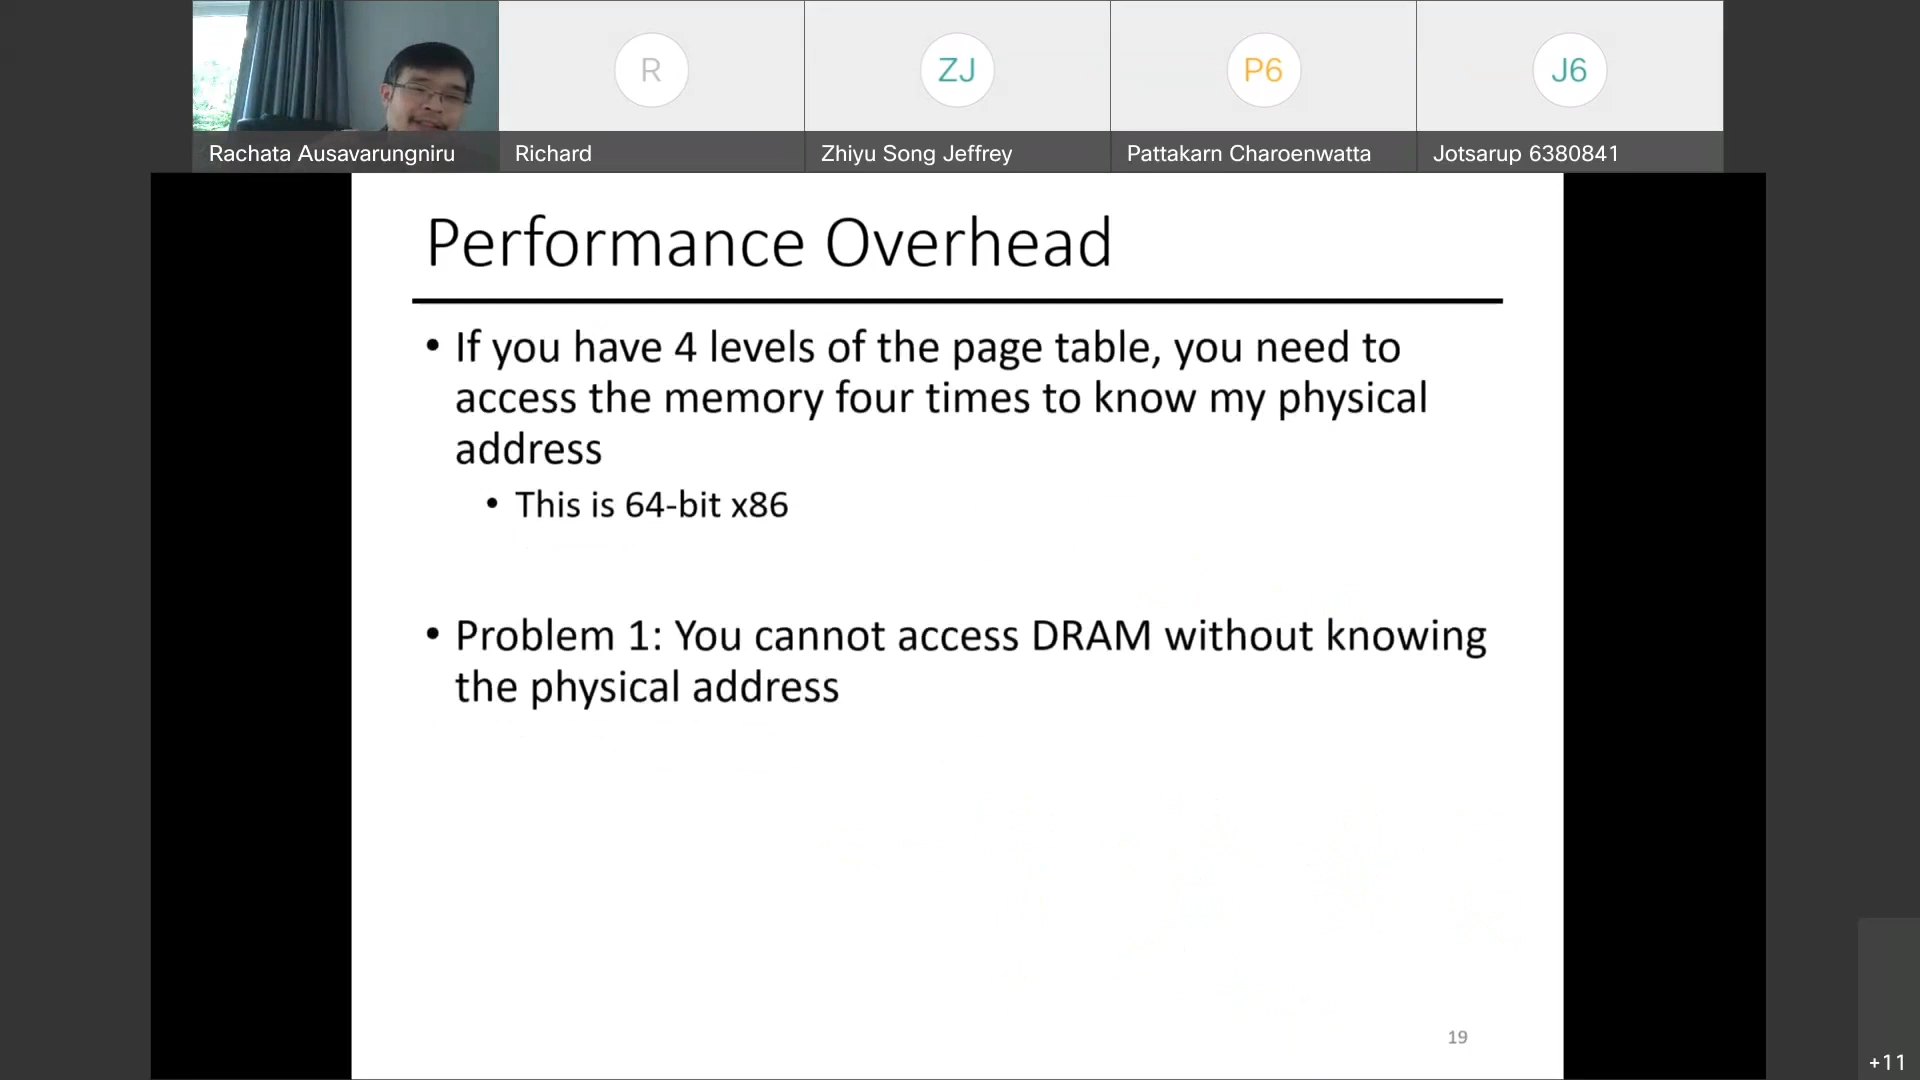 R
ZJ
P6
J6
Rachata Ausavarungniru
Richard
Zhiyu Song Jeffrey
Pattakarn Charoenwatta
Jotsarup 6380841
Performance Overhead
• If you have 4 levels of the page table, you need to
access the memory four times to know my physical
address
• This is 64-bit x86
• Problem 1: You cannot access DRAM without knowing
the physical address
19
+11